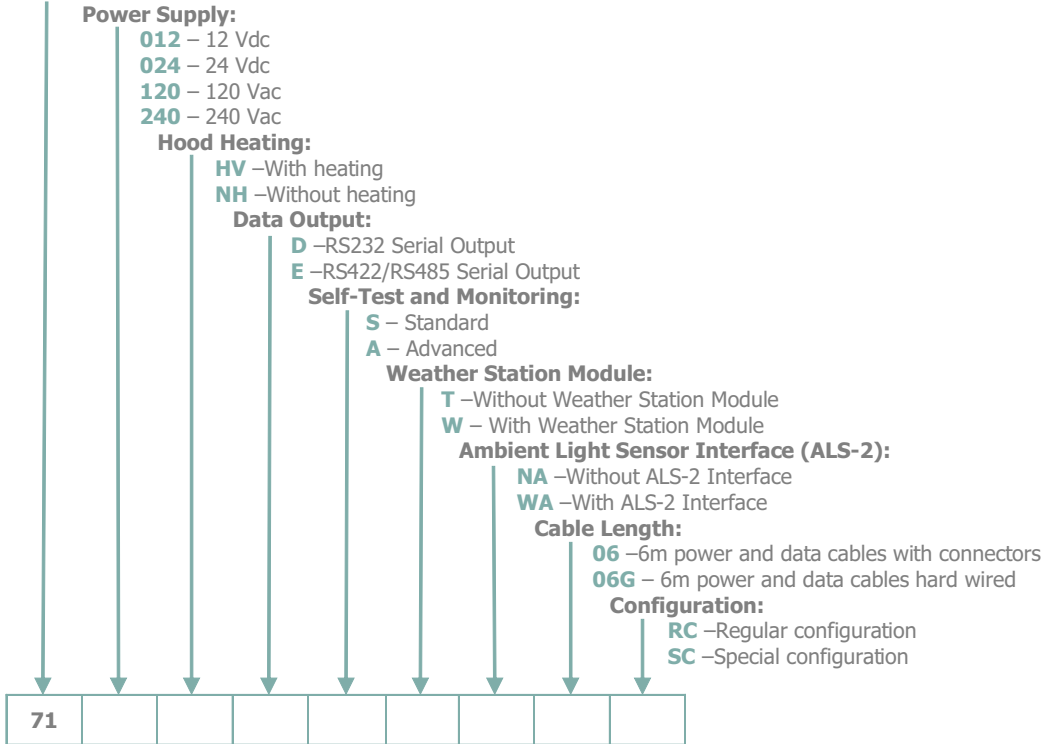 Power Supply:
012 – 12 Vdc
024 – 24 Vdc
120 – 120 Vac
240 – 240 Vac
Hood Heating:
HV –With heating
NH –Without heating
Data Output:
D –RS232 Serial Output
E –RS422/RS485 Serial Output
Self-Test and Monitoring:
S – Standard
A – Advanced
Weather Station Module:
T –Without Weather Station Module
W – With Weather Station Module
Ambient Light Sensor Interface (ALS-2):
NA –Without ALS-2 Interface
WA –With ALS-2 Interface
Cable Length:
06 –6m power and data cables with connectors
06G – 6m power and data cables hard wired
Configuration:
RC –Regular configuration
SC –Special configuration
71